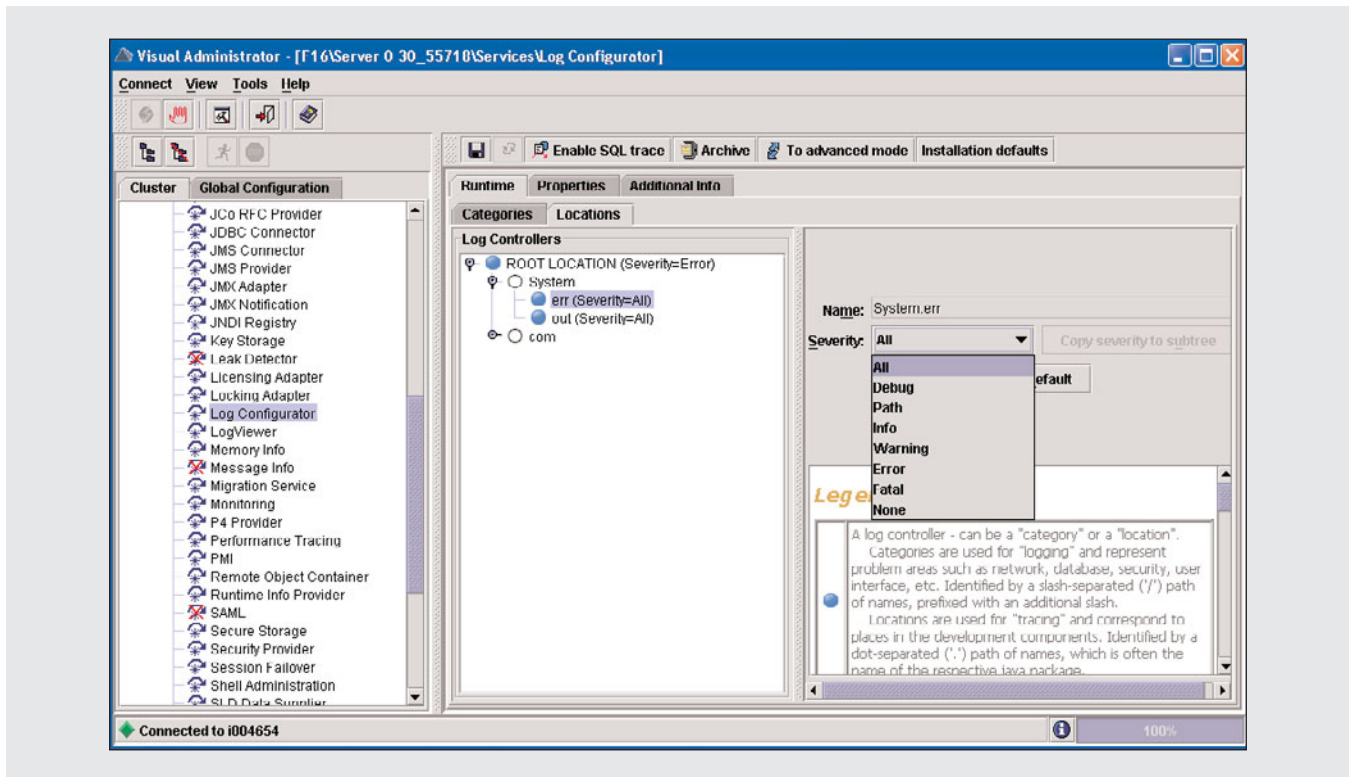 Visual Administrator - [F16\Server 0 30_55710\Services\Log Configurator]
Connect View Tools Help
Enable SQL trace Archive To advanced mode Installation defaults
Cluster Global Configuration
Runtime Properties Additional Info
Categories Locations
JCo RFC Provider
JDBC Connector
JMS Connector
JMS Provider
JMX Adapter
JMX Notification
JNDI Registry
Key Storage
Leak Detector
Licensing Adapter
Locking Adapter
Log Configurator
LogViewer
Memory Info
Message Info
Migration Service
Monitoring
P4 Provider
Performance Tracing
PMI
Remote Object Container
Runtime Info Provider
SAML
Secure Storage
Security Provider
Session Failover
Shell Administration
SLD Data Supplier
Log Controllers
ROOT LOCATION (Severity=Error)
System
err (Severity=All)
out (Severity=All)
com
Name: System.err
Severity: All Copy severity to subtree
All
Debug
Path
Info
Warning
Error
Fatal
None
efault
Lege
A log controller - can be a "category" or a "location".
Categories are used for "logging" and represent
problem areas such as network, database, security, user
interface, etc. Identified by a slash-separated ('/') path
of names, prefixed with an additional slash.
Locations are used for "tracing" and correspond to
places in the development components. Identified by a
dot-separated ('.') path of names, which is often the
name of the respective java package.
Connected to i004654
100%